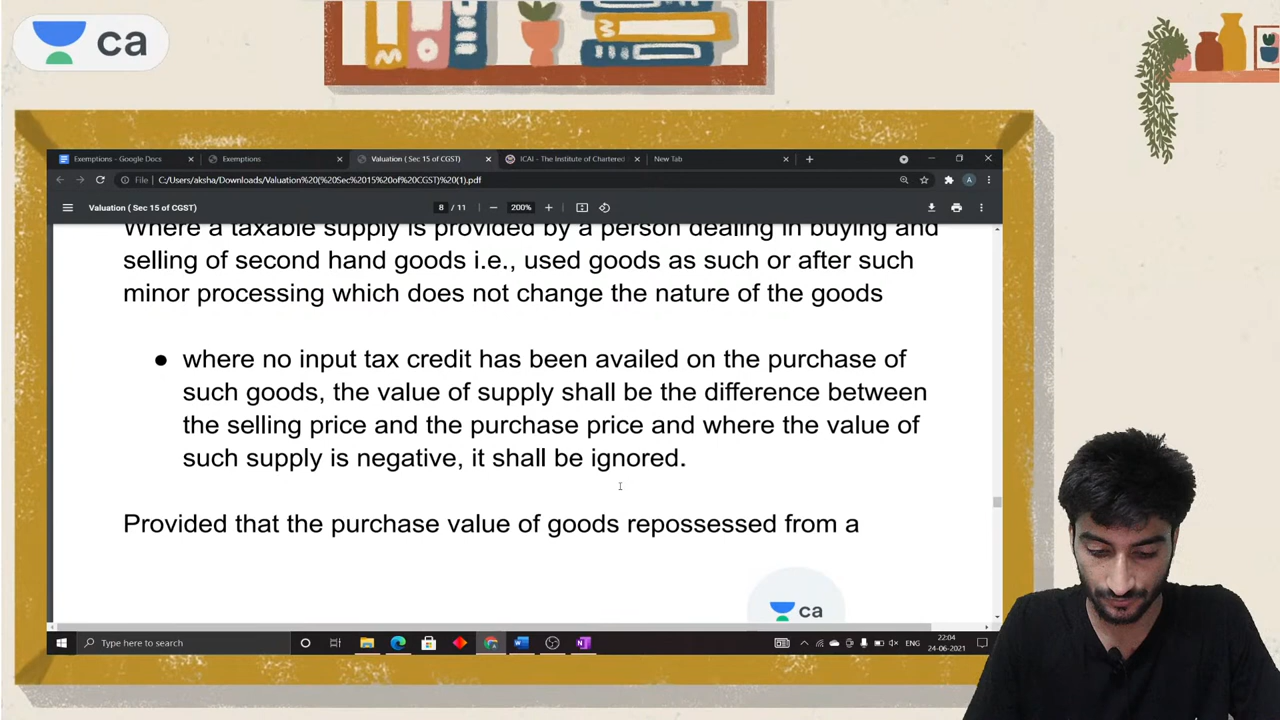 ca
Exemptions - Google Docs
Exemptions
Valuation ( Sec 15 of CGST)
ICAI - The Institute of Chartered
New Tab
File
C:/Users/aksha/Downloads/Valuation%20(%20Sec%2015%20of%20CGST)%20(1).pdf
A
Valuation ( Sec 15 of CGST)
8 / 11
200%
Where a taxable supply is provided by a person dealing in buying and
selling of second hand goods i.e., used goods as such or after such
minor processing which does not change the nature of the goods
● where no input tax credit has been availed on the purchase of
such goods, the value of supply shall be the difference between
the selling price and the purchase price and where the value of
such supply is negative, it shall be ignored.
Provided that the purchase value of goods repossessed from a
ca
Type here to search
ENG
22:04
24-06-2021